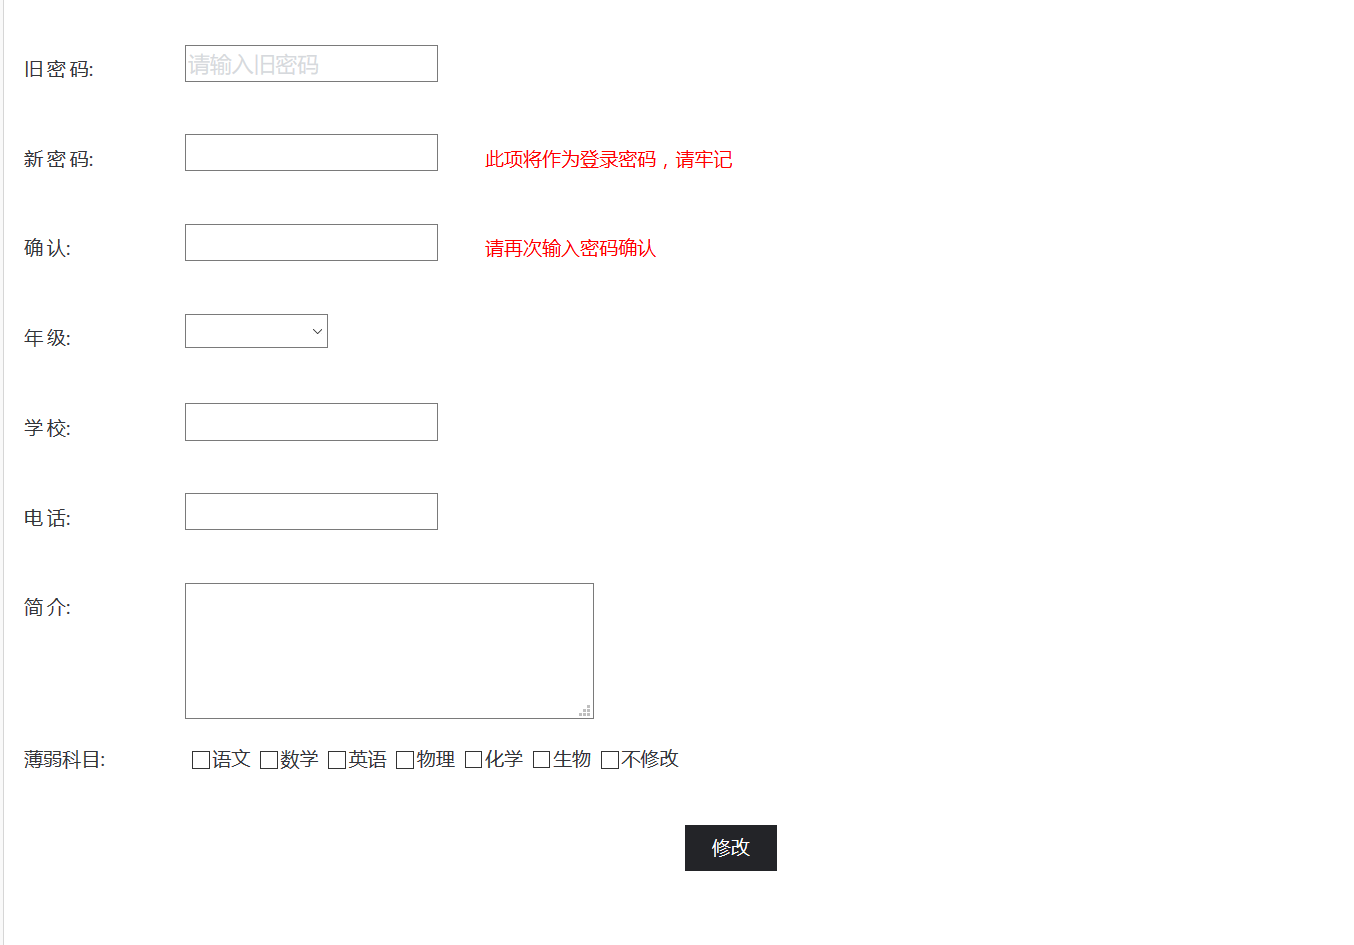 旧 密 码: 请输入旧密码
新 密 码: 此项将作为登录密码，请牢记
确 认: 请再次输入密码确认
年 级:
学 校:
电 话:
简 介:
薄弱科目: 语文 数学 英语 物理 化学 生物 不修改
修改